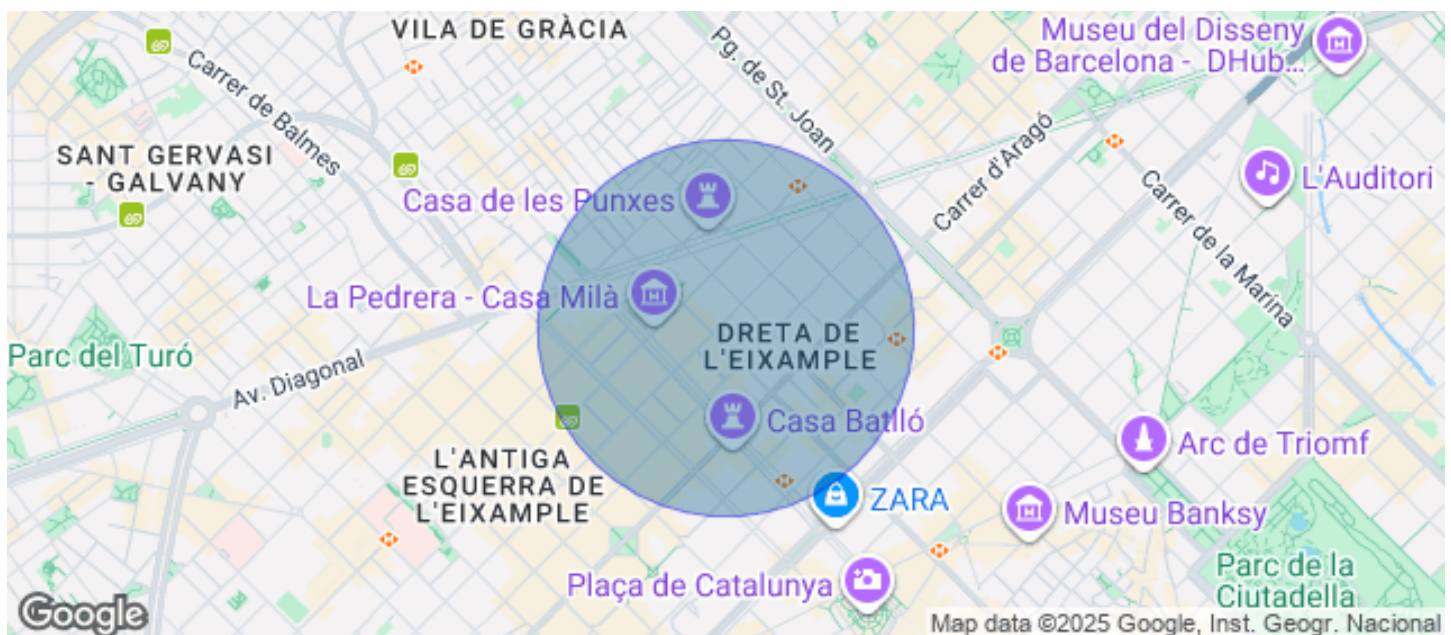 VILA DE GRÀCIA
Pg. de St. Joan
Museu del Disseny
de Barcelona - DHub...
Carrer de Balmes
SANT GERVASI
- GALVANY
Carrer d'Aragó
L'Auditori
Casa de les Punxes
Carrer de la Marina
La Pedrera - Casa Milà
DRETA DE
L'EIXAMPLE
Parc del Turó
Av. Diagonal
Casa Batlló
Arc de Triomf
L'ANTIGA
ESQUERRA DE
L'EIXAMPLE
ZARA
Museu Banksy
Plaça de Catalunya
Parc de la
Ciutadella
Google
Map data ©2025 Google, Inst. Geogr. Nacional